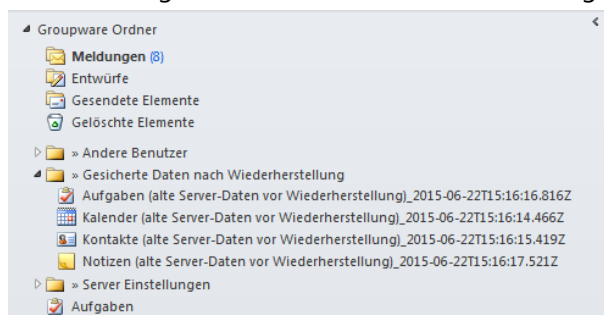 Groupware Ordner
Meldungen (8)
Entwürfe
Gesendete Elemente
Gelöschte Elemente
» Andere Benutzer
» Gesicherte Daten nach Wiederherstellung
Aufgaben (alte Server-Daten vor Wiederherstellung)_2015-06-22T15:16:16.816Z
Kalender (alte Server-Daten vor Wiederherstellung)_2015-06-22T15:16:14.466Z
Kontakte (alte Server-Daten vor Wiederherstellung)_2015-06-22T15:16:15.419Z
Notizen (alte Server-Daten vor Wiederherstellung)_2015-06-22T15:16:17.521Z
» Server Einstellungen
Aufgaben